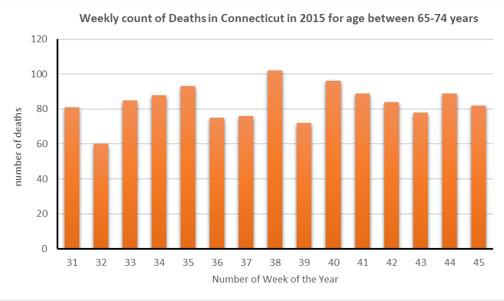 Weekly count of Deaths in Connecticut in 2015 for age between 65-74 years
120
100
80
60
40
20
0
number of deaths
31 32 33 34 35 36 37 38 39 40 41 42 43 44 45
Number of Week of the Year